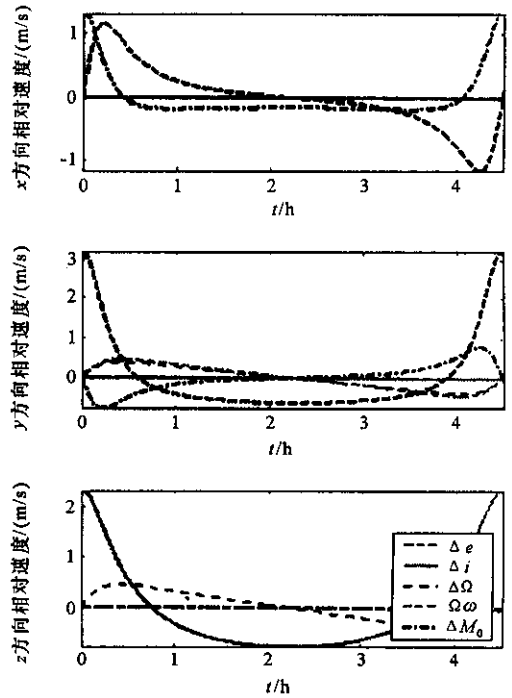 x方向相对速度/(m/s)
1
0
-1
0 1 2 3 4
t/h
y方向相对速度/(m/s)
3
2
1
0
0 1 2 3 4
t/h
z方向相对速度/(m/s)
2
1
0
0 1 2 3 4
t/h
Δe
Δi
ΔΩ
Ωω
ΔM₀